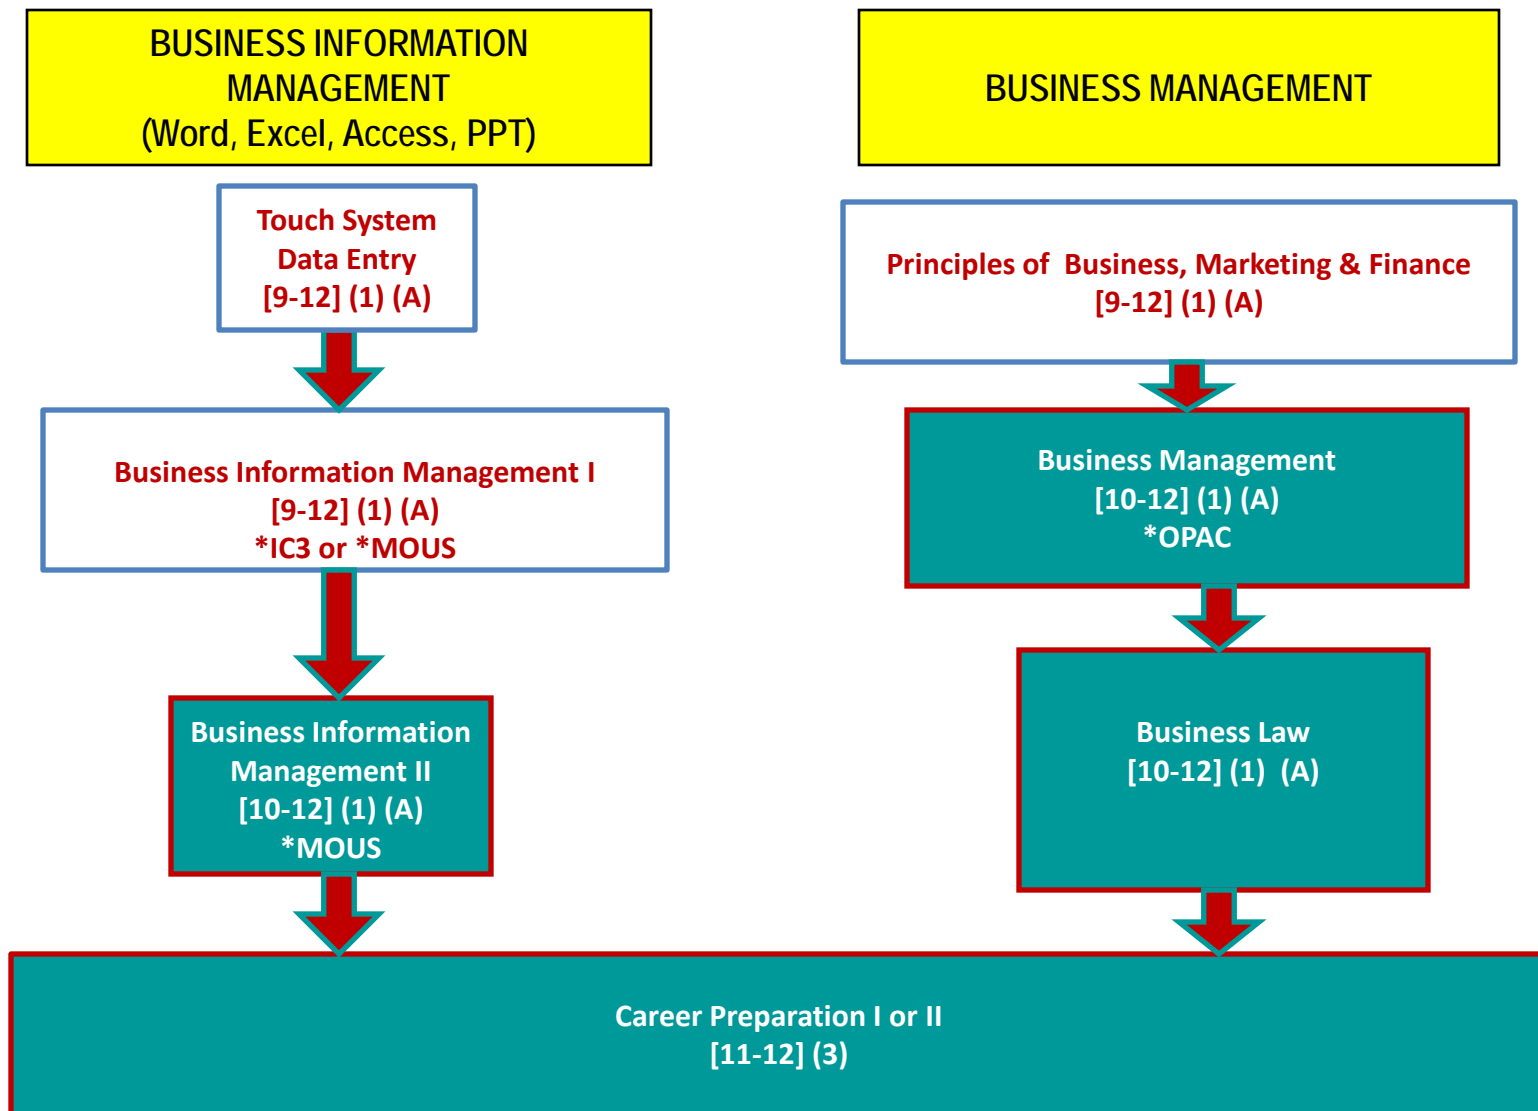 BUSINESS INFORMATION
MANAGEMENT
(Word, Excel, Access, PPT)
Touch System
Data Entry
[9-12] (1) (A)
Business Information Management I
[9-12] (1) (A)
*IC3 or *MOUS
Business Information
Management II
[10-12] (1) (A)
*MOUS
BUSINESS MANAGEMENT
Principles of  Business, Marketing & Finance
[9-12] (1) (A)
Business Management
[10-12] (1) (A)
*OPAC
Business Law
[10-12] (1)  (A)
Career Preparation I or II
[11-12] (3)